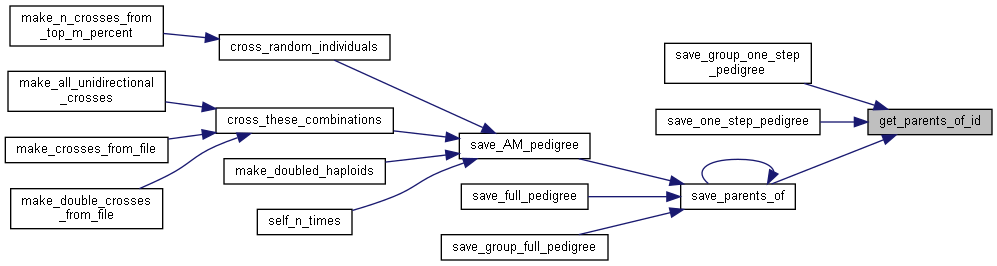 make_n_crosses_from
_top_m_percent
cross_random_individuals
save_group_one_step
_pedigree
make_all_unidirectional
_crosses
cross_these_combinations
save_one_step_pedigree
get_parents_of_id
make_crosses_from_file
save_AM_pedigree
make_doubled_haploids
make_double_crosses
_from_file
save_full_pedigree
save_parents_of
self_n_times
save_group_full_pedigree